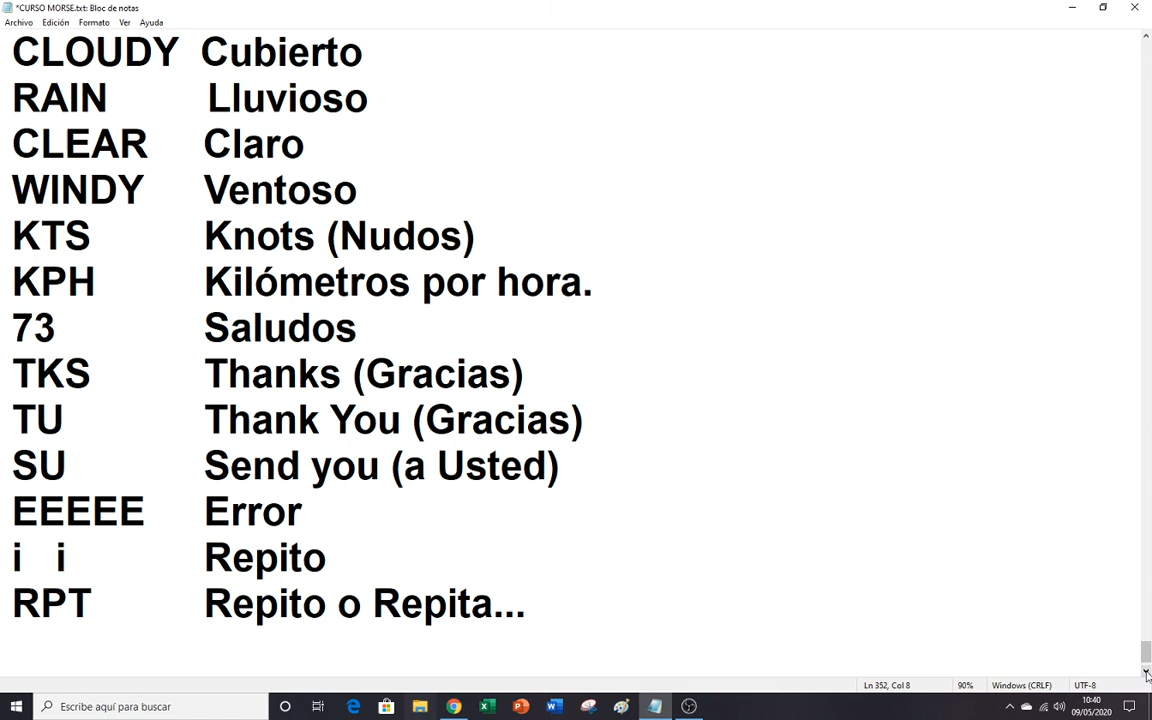 *CURSO MORSE.txt: Bloc de notas
Archivo Edición Formato Ver Ayuda
CLOUDY Cubierto
RAIN Lluvioso
CLEAR Claro
WINDY Ventoso
KTS Knots (Nudos)
KPH Kilómetros por hora.
73 Saludos
TKS Thanks (Gracias)
TU Thank You (Gracias)
SU Send you (a Usted)
EEEEE Error
i i Repito
RPT Repito o Repita...
Ln 352, Col 8 90% Windows (CRLF) UTF-8
Escribe aquí para buscar
10:40
09/05/2020